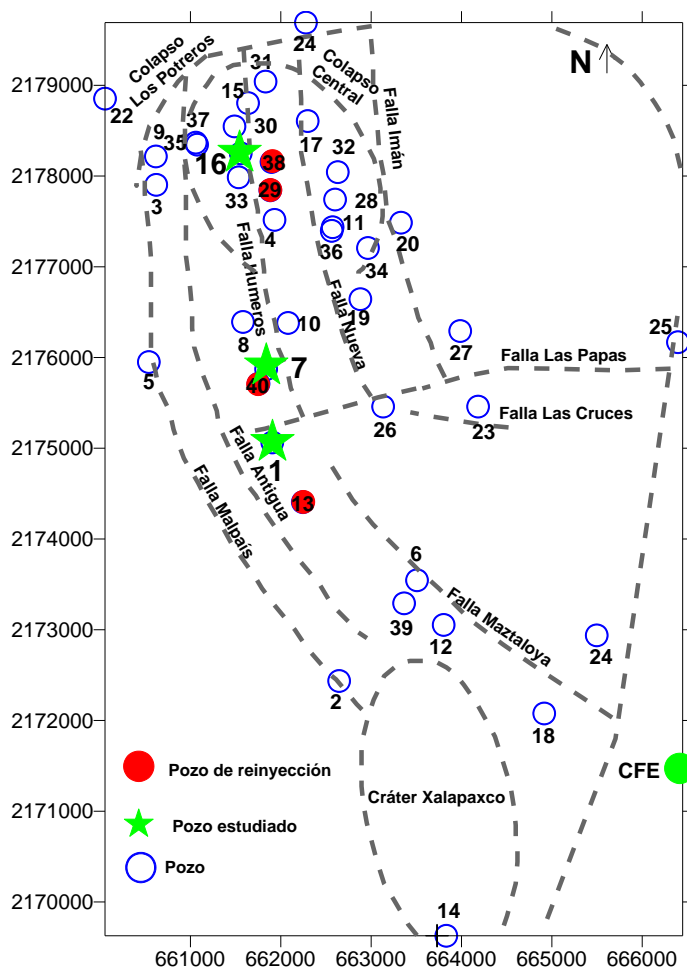 24
N
2179000
Colapso
Los Potreros
31
Colapso
Central
22
15
37
9
35
30
17
Falla Imán
32
2178000
16
38
3
33
29
28
4
11
36
20
34
2177000
Falla Humeros
Falla Nueva
19
8
10
27
25
2176000
5
7
40
Falla Las Papas
26
23
Falla Las Cruces
2175000
1
Falla Antigua
Falla Malpaís
13
2174000
6
39
12
Falla Maztaloya
24
2173000
2
18
2172000
CFE
Pozo de reinyección
Cráter Xalapaxco
2171000
Pozo estudiado
Pozo
2170000
14
661000 662000 663000 664000 665000 666000